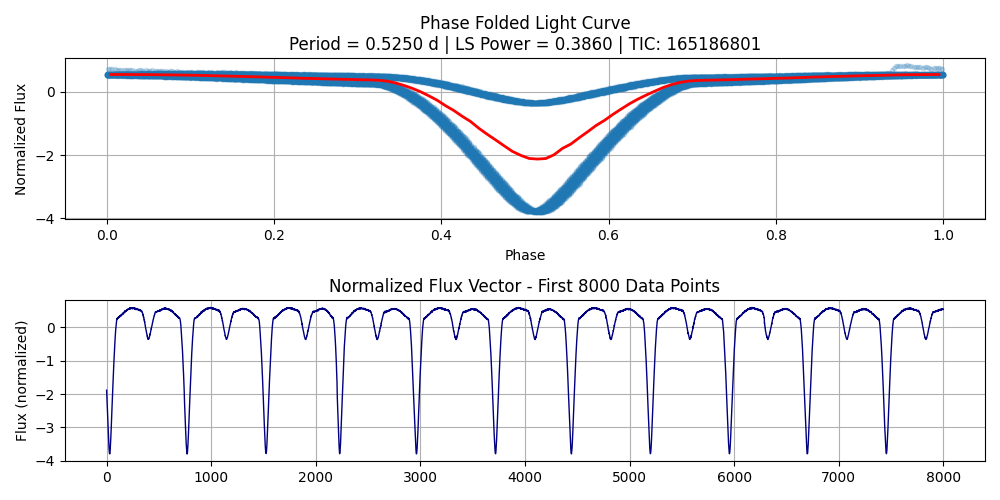 Phase Folded Light Curve
Period = 0.5250 d | LS Power = 0.3860 | TIC: 165186801
Normalized Flux
0
−2
−4
0.0 0.2 0.4 0.6 0.8 1.0
Phase
Normalized Flux Vector - First 8000 Data Points
Flux (normalized)
0
−1
−2
−3
−4
0 1000 2000 3000 4000 5000 6000 7000 8000